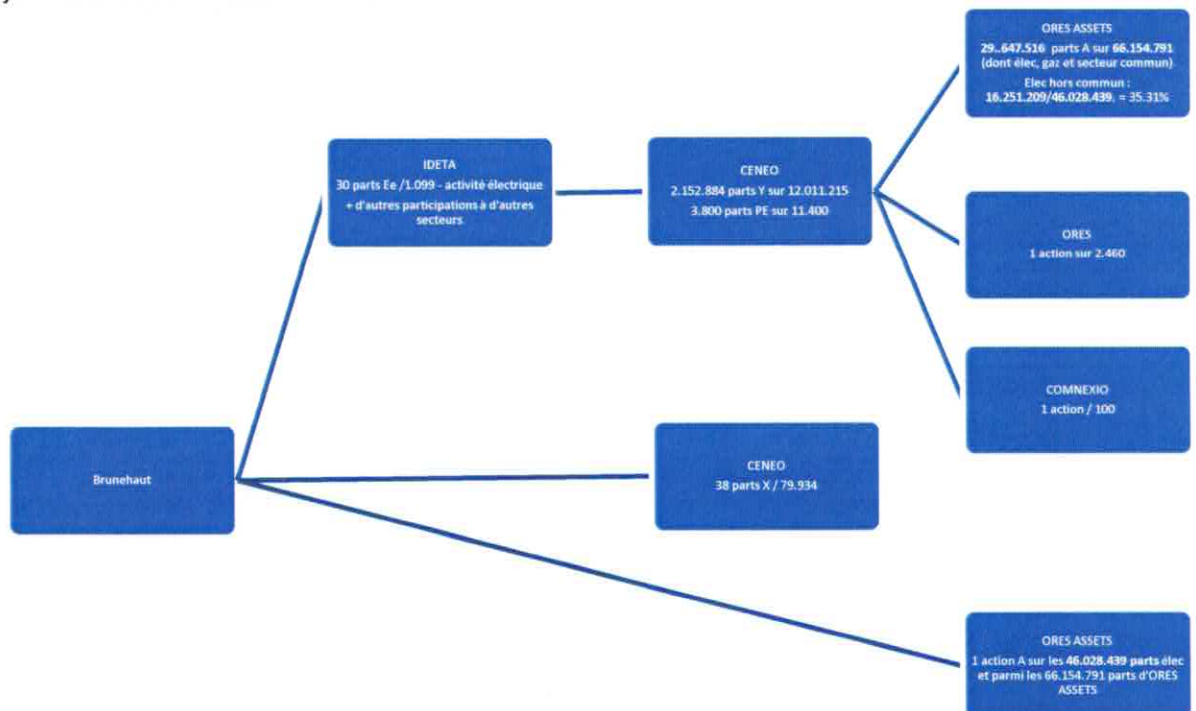 ORES ASSETS
29..647.516 parts A sur 66.154.791
(dont élec, gaz et secteur commun)
Elec hors commun :
16.251.209/46.028.439. = 35.31%
IDETA
30 parts Ee /1.099 - activité électrique
+ d'autres participations à d'autres
secteurs
CENEO
2.152.884 parts Y sur 12.011.215
3.800 parts PE sur 11.400
ORES
1 action sur 2.460
COMNEXIO
1 action / 100
Brunehaut
CENEO
38 parts X / 79.934
ORES ASSETS
1 action A sur les 46.028.439 parts élec
et parmi les 66.154.791 parts d'ORES
ASSETS